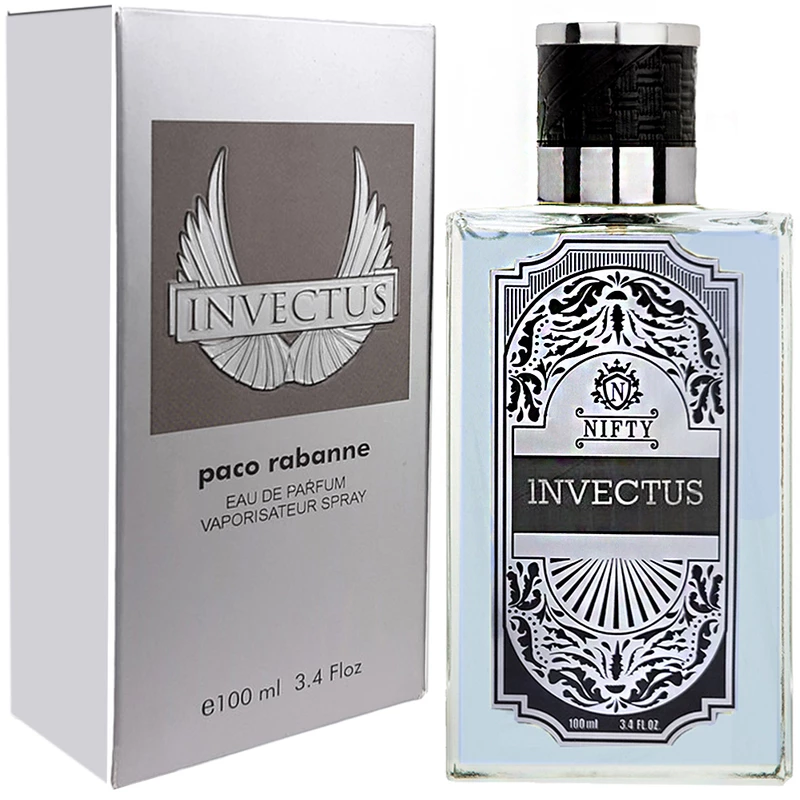 INVECTUS
paco rabanne
EAU DE PARFUM
VAPORISATEUR SPRAY
e100 ml 3.4 Floz
N
NIFTY
INVECTUS
100ml 3.4 FL OZ.